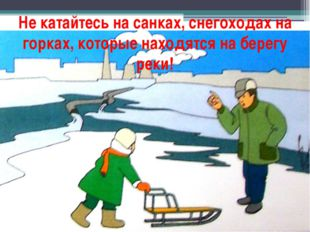 Не катайтесь на санках, снегоходах на
горках, которые находятся на берегу
реки!